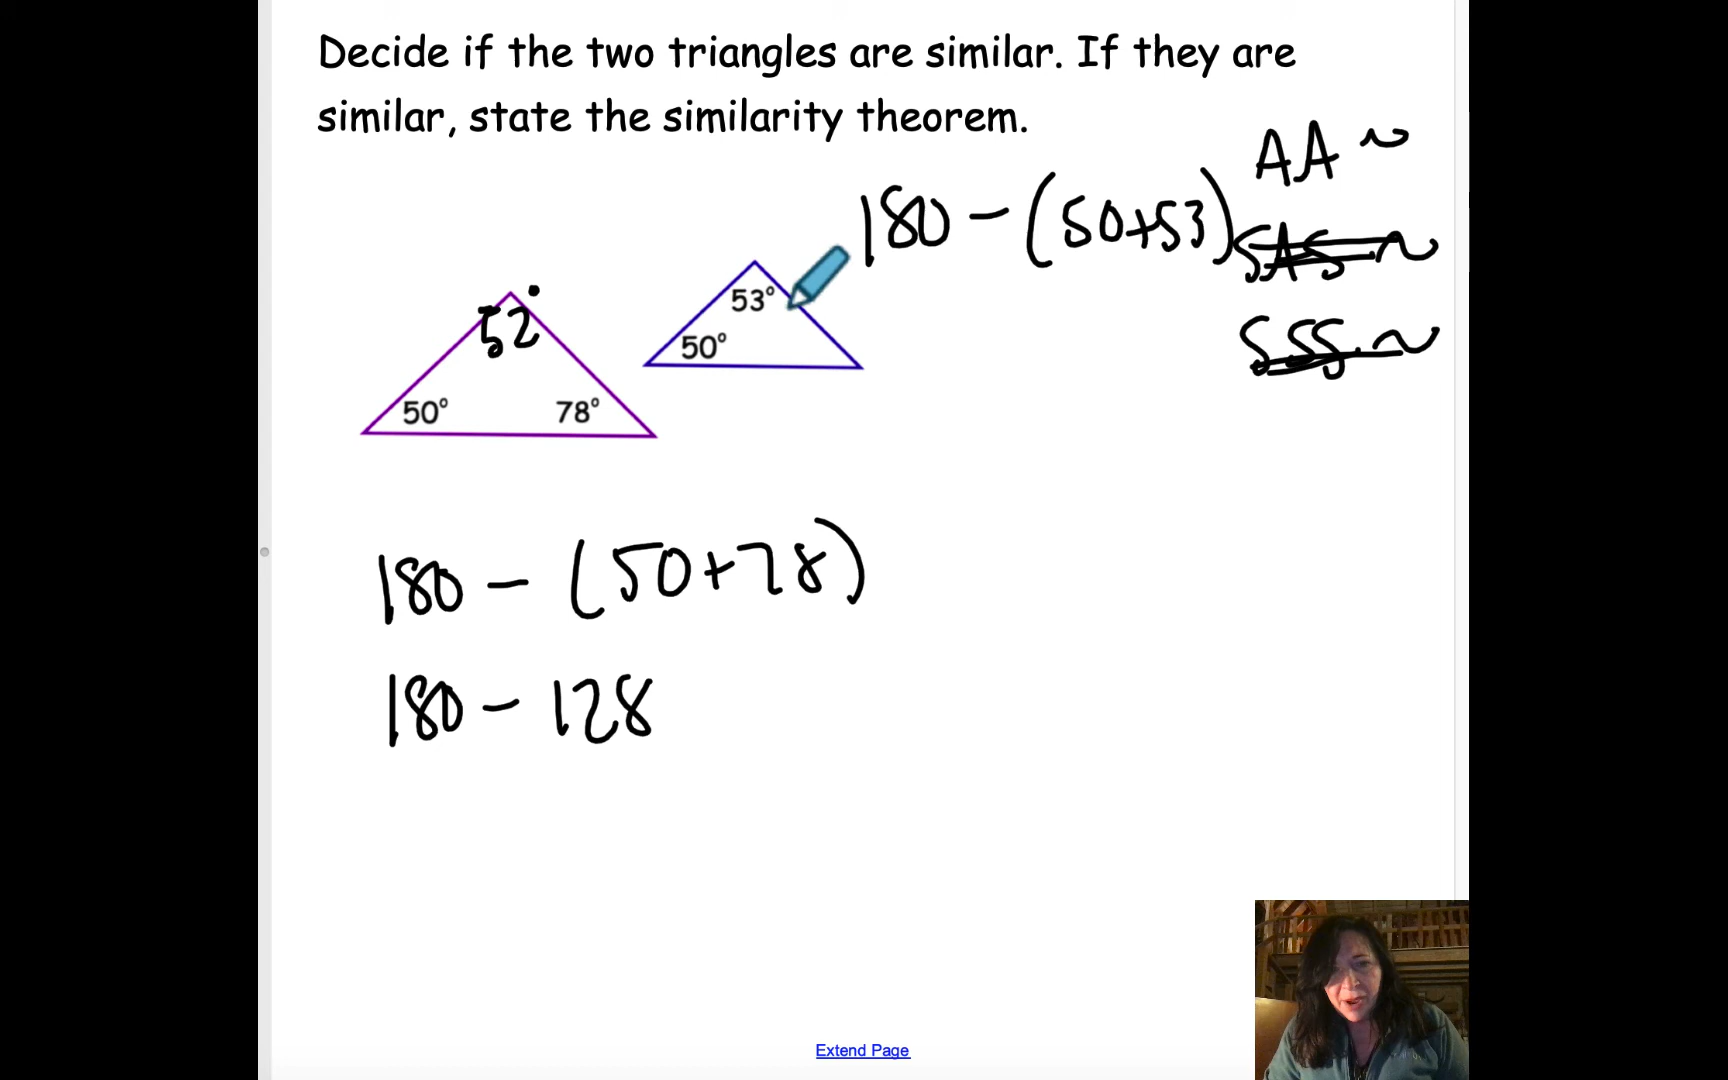 Decide if the two triangles are similar. If they are
similar, state the similarity theorem.
AA ~
180 - (50+53)
SAS ~
SSS ~
52°
50°
78°
53°
50°
180 - (50+78)
180 - 128
Extend Page